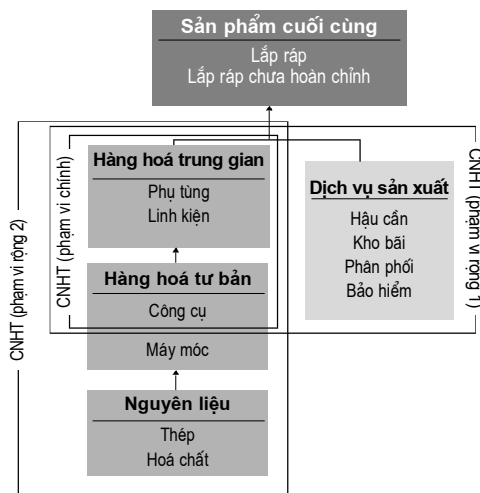 Sản phẩm cuối cùng
Lắp ráp
Lắp ráp chưa hoàn chỉnh
CNHT (phạm vi rộng 2)
CNHT (phạm vi chính)
Hàng hoá trung gian
Phụ tùng
Linh kiện
Hàng hoá tư bản
Công cụ
Máy móc
Nguyên liệu
Thép
Hoá chất
Dịch vụ sản xuất
Hậu cần
Kho bãi
Phân phối
Bảo hiểm
CNHT (phạm vi rộng 1)